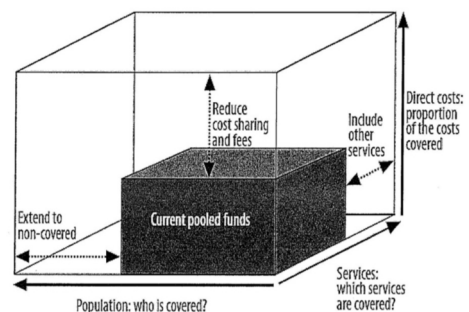 Reduce
cost sharing
and fees
Include
other
services
Direct costs:
proportion
of the costs
covered
Extend to
non-covered
Current pooled funds
Population: who is covered?
Services:
which services
are covered?